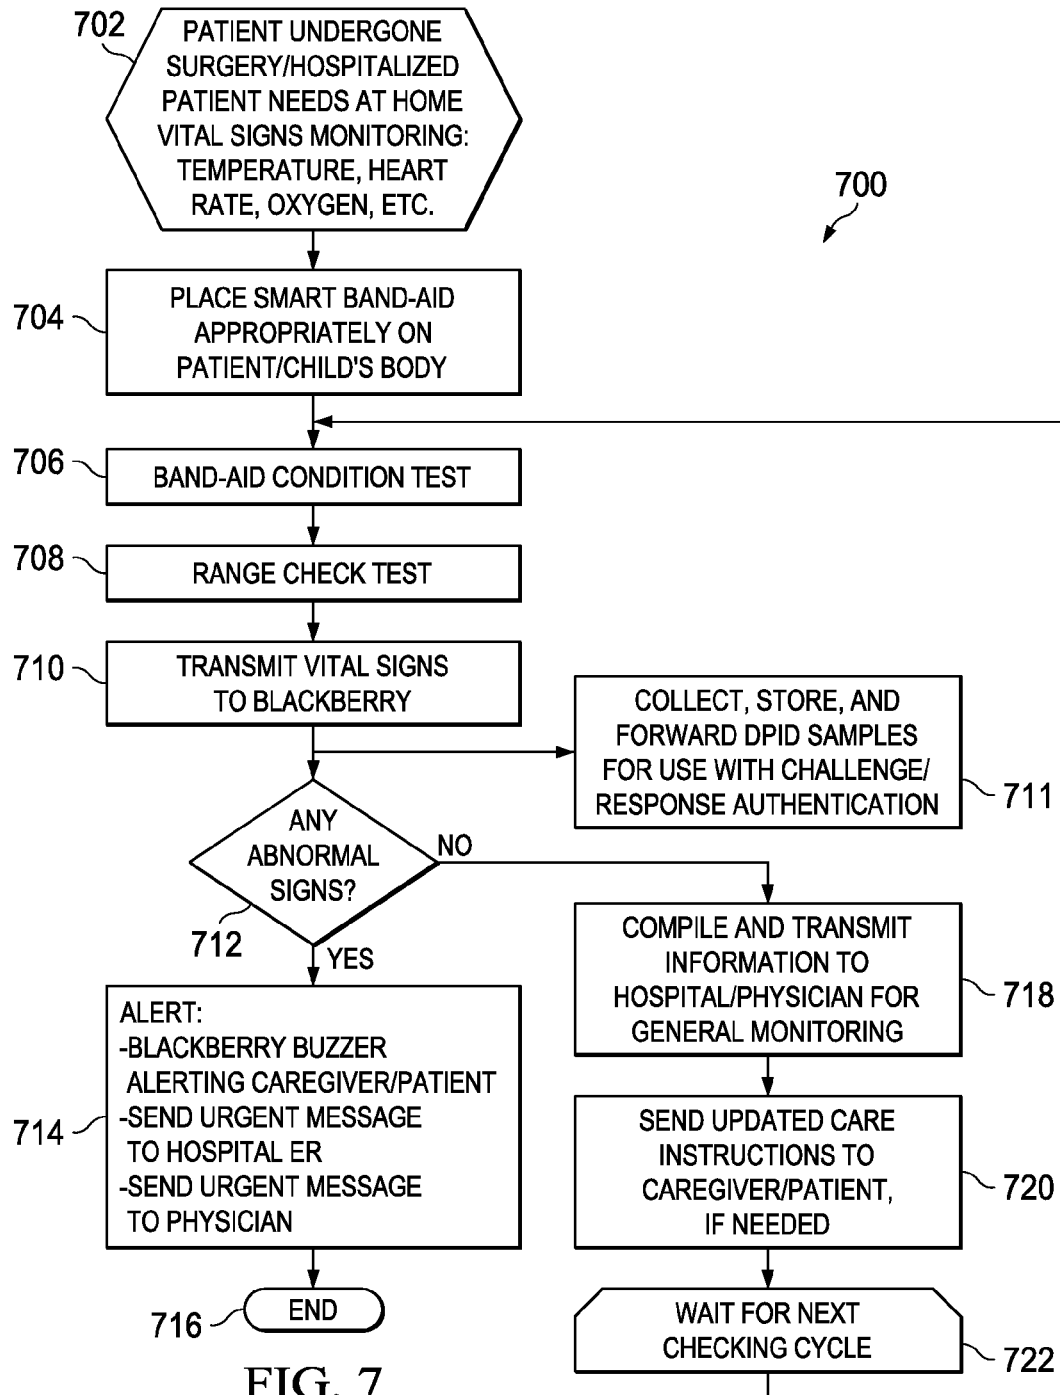 702
PATIENT UNDERGONE
SURGERY/HOSPITALIZED
PATIENT NEEDS AT HOME
VITAL SIGNS MONITORING:
TEMPERATURE, HEART
RATE, OXYGEN, ETC.
700
704
PLACE SMART BAND-AID
APPROPRIATELY ON
PATIENT/CHILD'S BODY
706
BAND-AID CONDITION TEST
708
RANGE CHECK TEST
710
TRANSMIT VITAL SIGNS
TO BLACKBERRY
COLLECT, STORE, AND
FORWARD DPID SAMPLES
FOR USE WITH CHALLENGE/
RESPONSE AUTHENTICATION
711
ANY
ABNORMAL
SIGNS?
NO
712
YES
COMPILE AND TRANSMIT
INFORMATION TO
HOSPITAL/PHYSICIAN FOR
GENERAL MONITORING
718
714
ALERT:
-BLACKBERRY BUZZER
ALERTING CAREGIVER/PATIENT
-SEND URGENT MESSAGE
TO HOSPITAL ER
-SEND URGENT MESSAGE
TO PHYSICIAN
SEND UPDATED CARE
INSTRUCTIONS TO
CAREGIVER/PATIENT,
IF NEEDED
720
716
END
WAIT FOR NEXT
CHECKING CYCLE
722
FIG. 7